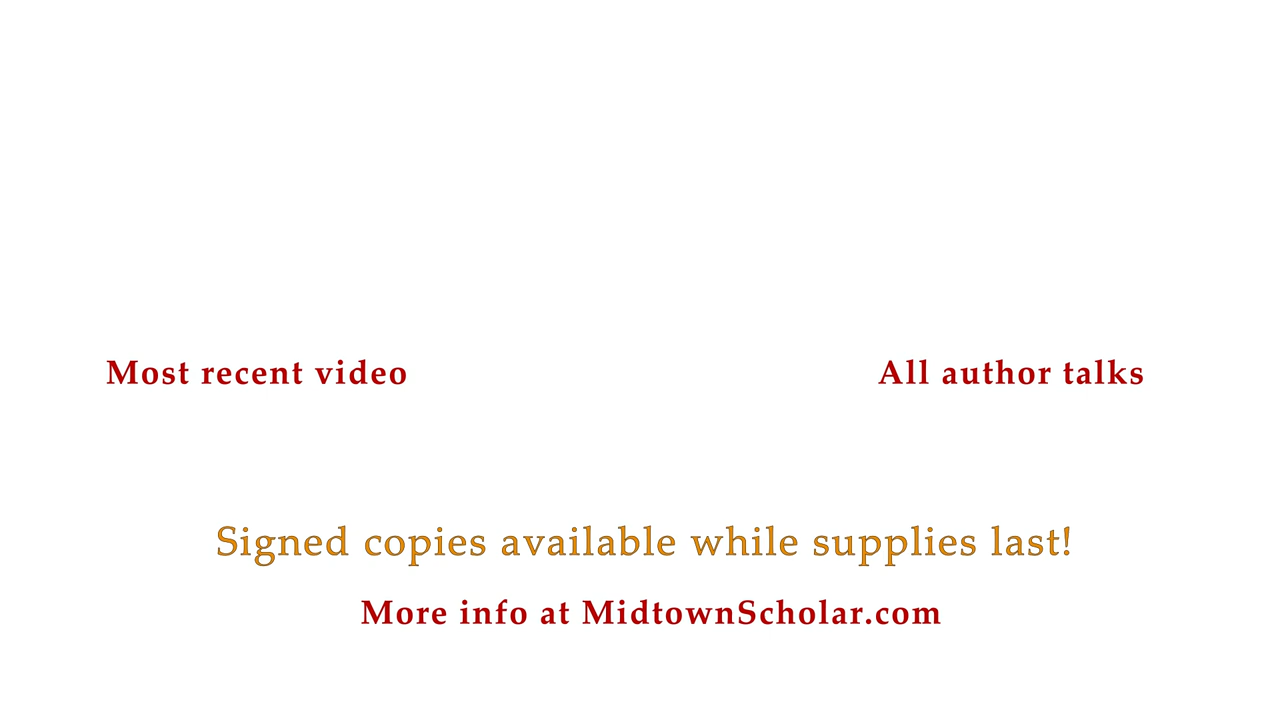 Most recent video
All author talks
Signed copies available while supplies last!
More info at MidtownScholar.com